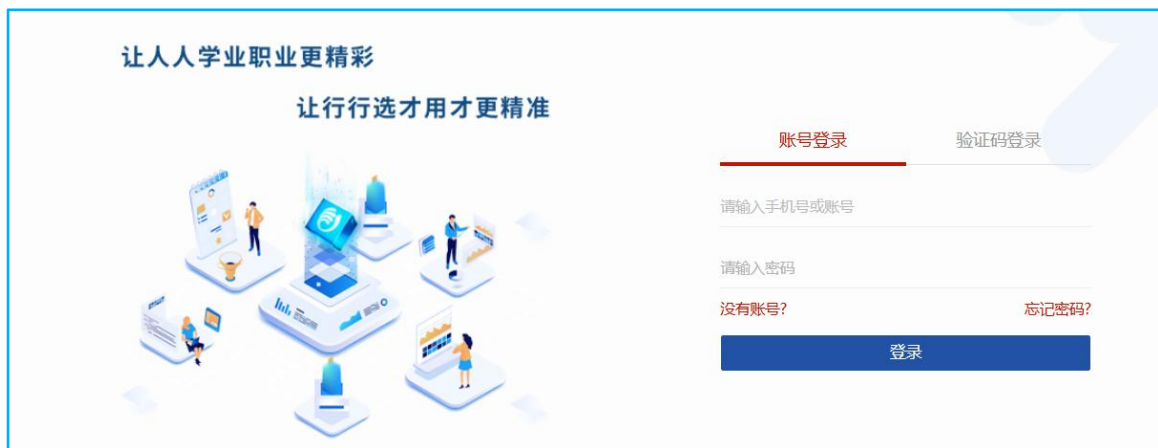 让人人学业职业更精彩
让行行选才用才更精准
账号登录
验证码登录
请输入手机号或账号
请输入密码
没有账号?
忘记密码?
登录